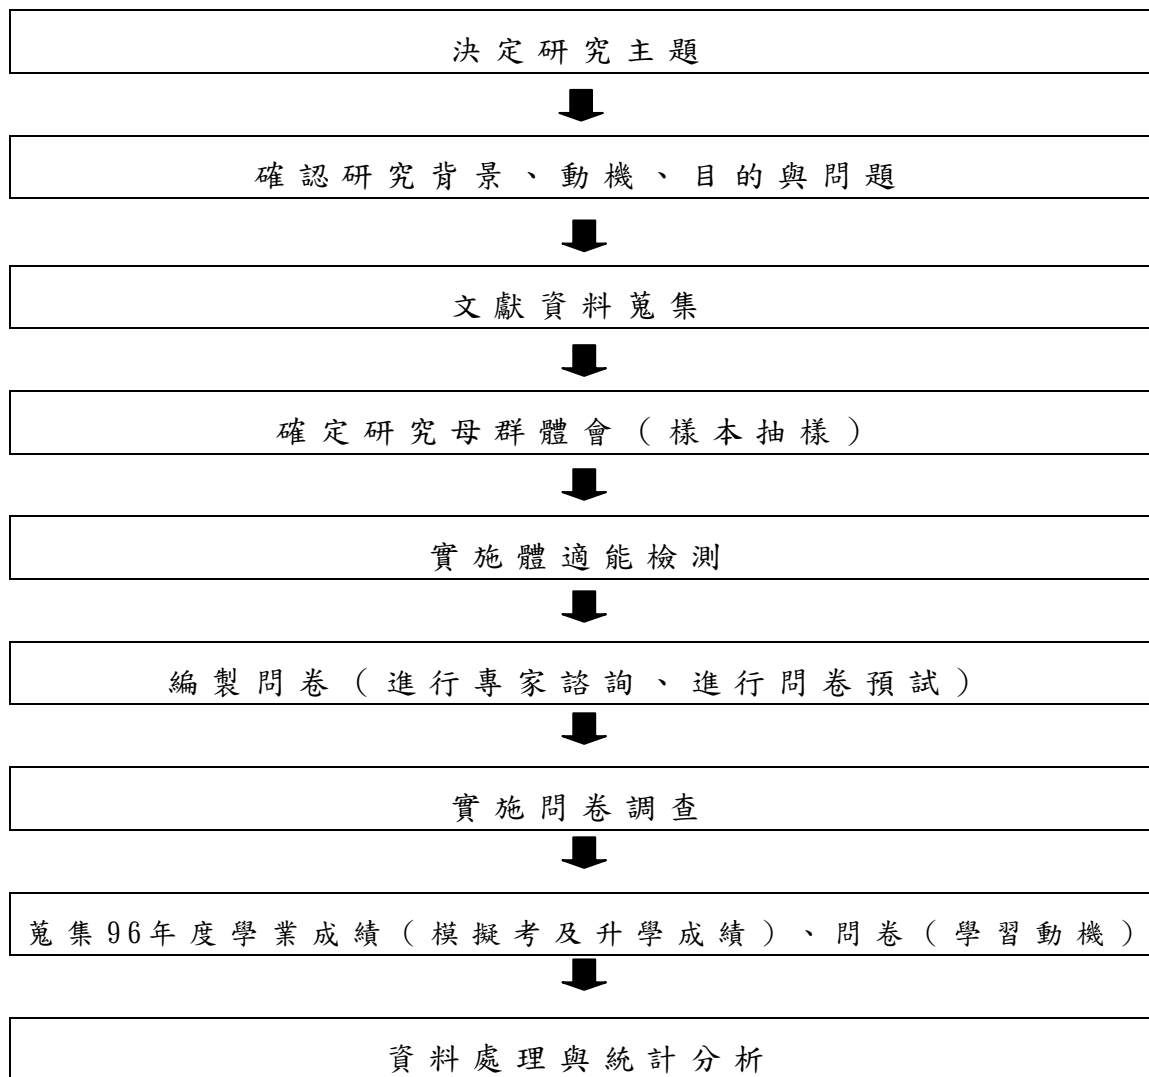 決定研究主題
確認研究背景、動機、目的與問題
文獻資料蒐集
確定研究母群體會（樣本抽樣）
實施體適能檢測
編製問卷（進行專家諮詢、進行問卷預試）
實施問卷調查
蒐集96年度學業成績（模擬考及升學成績）、問卷（學習動機）
資料處理與統計分析